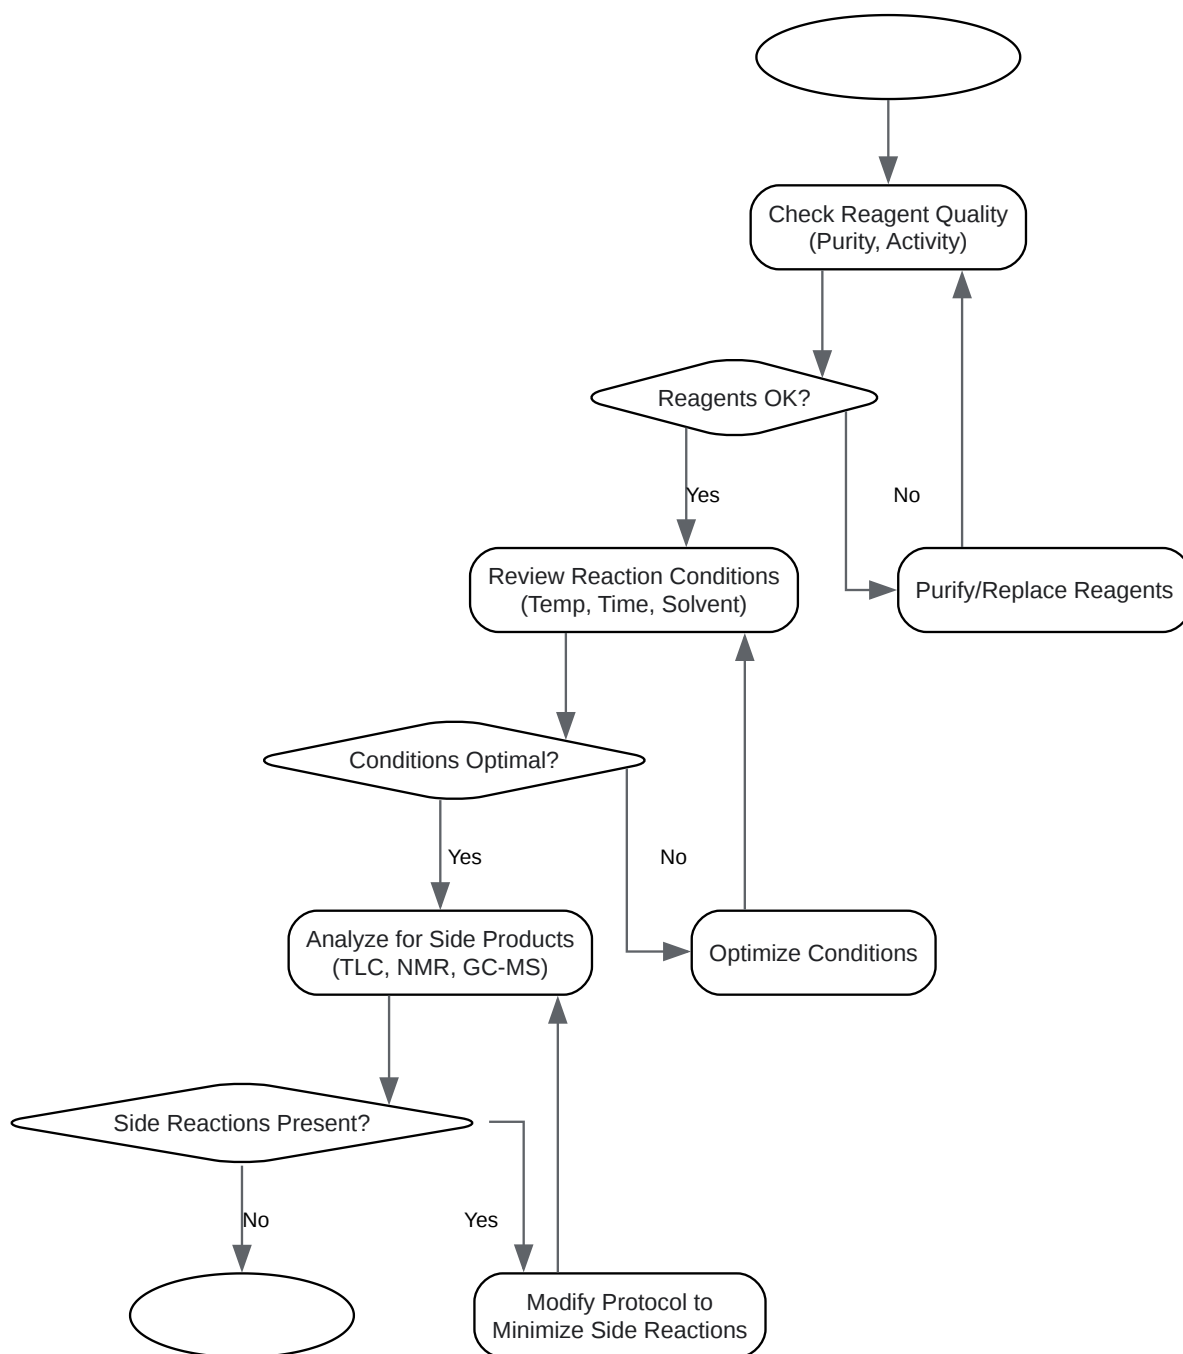 Check Reagent Quality
(Purity, Activity)
Reagents OK?
Yes
No
Review Reaction Conditions
(Temp, Time, Solvent)
Purify/Replace Reagents
Conditions Optimal?
Yes
No
Analyze for Side Products
(TLC, NMR, GC-MS)
Optimize Conditions
Side Reactions Present?
No
Yes
Modify Protocol to
Minimize Side Reactions